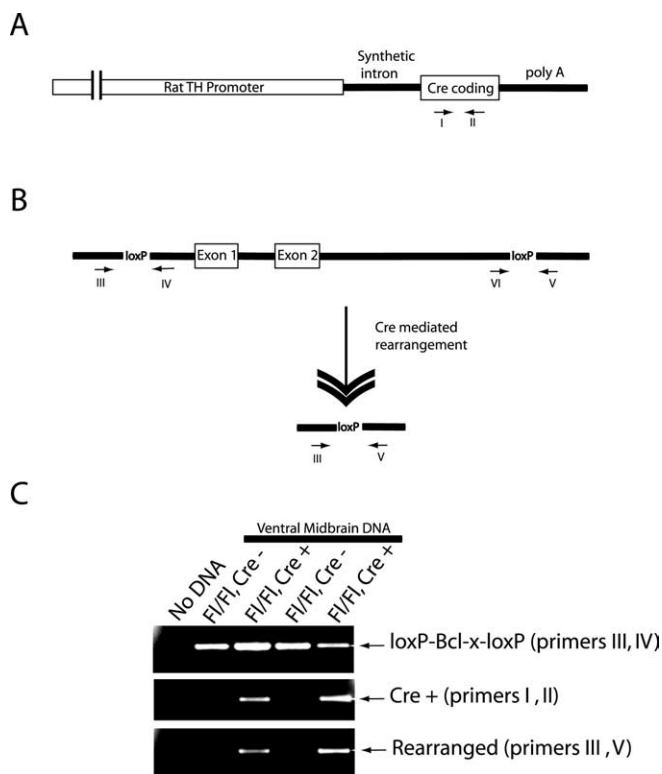 A
Synthetic
intron
poly A
Rat TH Promoter
Cre coding
I II
B
loxP Exon 1 Exon 2 loxP
III IV VI V
Cre mediated
rearrangement
loxP
III V
C
Ventral Midbrain DNA
No DNA
Fl/Fl, Cre -
Fl/Fl, Cre +
Fl/Fl, Cre -
Fl/Fl, Cre +
loxP-Bcl-x-loxP (primers III, IV)
Cre + (primers I , II)
Rearranged (primers III , V)